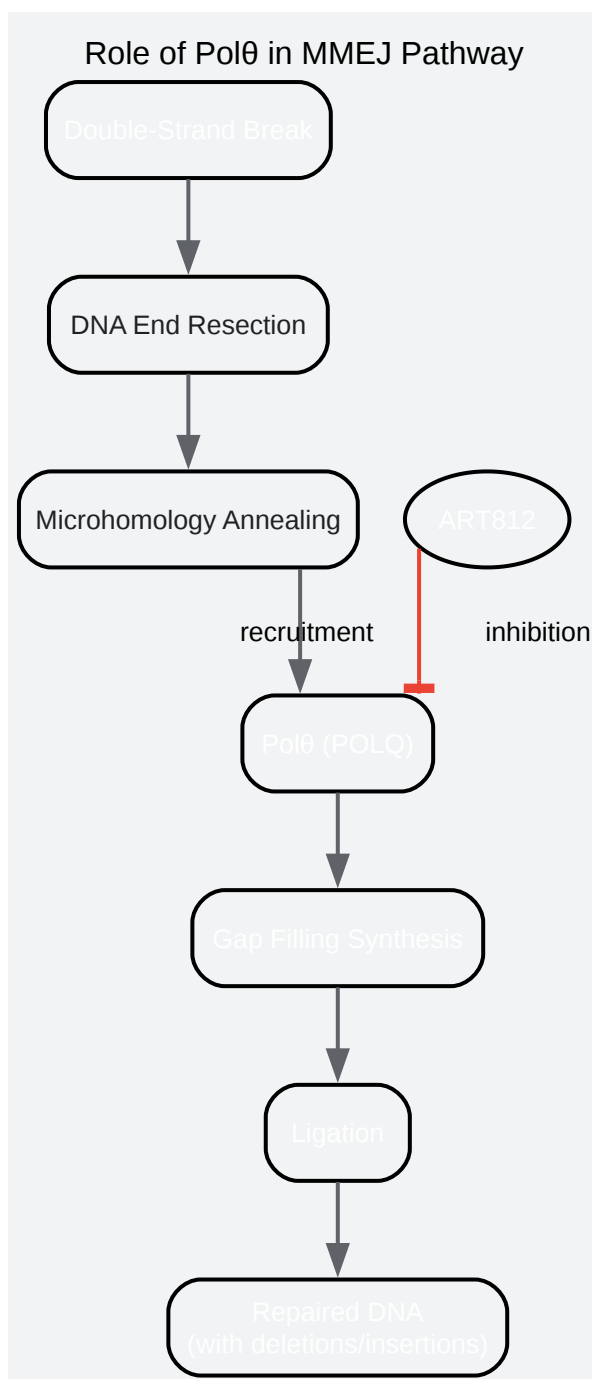 Role of Polθ in MMEJ Pathway
Double-Strand Break
DNA End Resection
Microhomology Annealing
ART812
recruitment
inhibition
Polθ (POLQ)
Gap Filling Synthesis
Ligation
Repaired DNA
(with deletions/insertions)